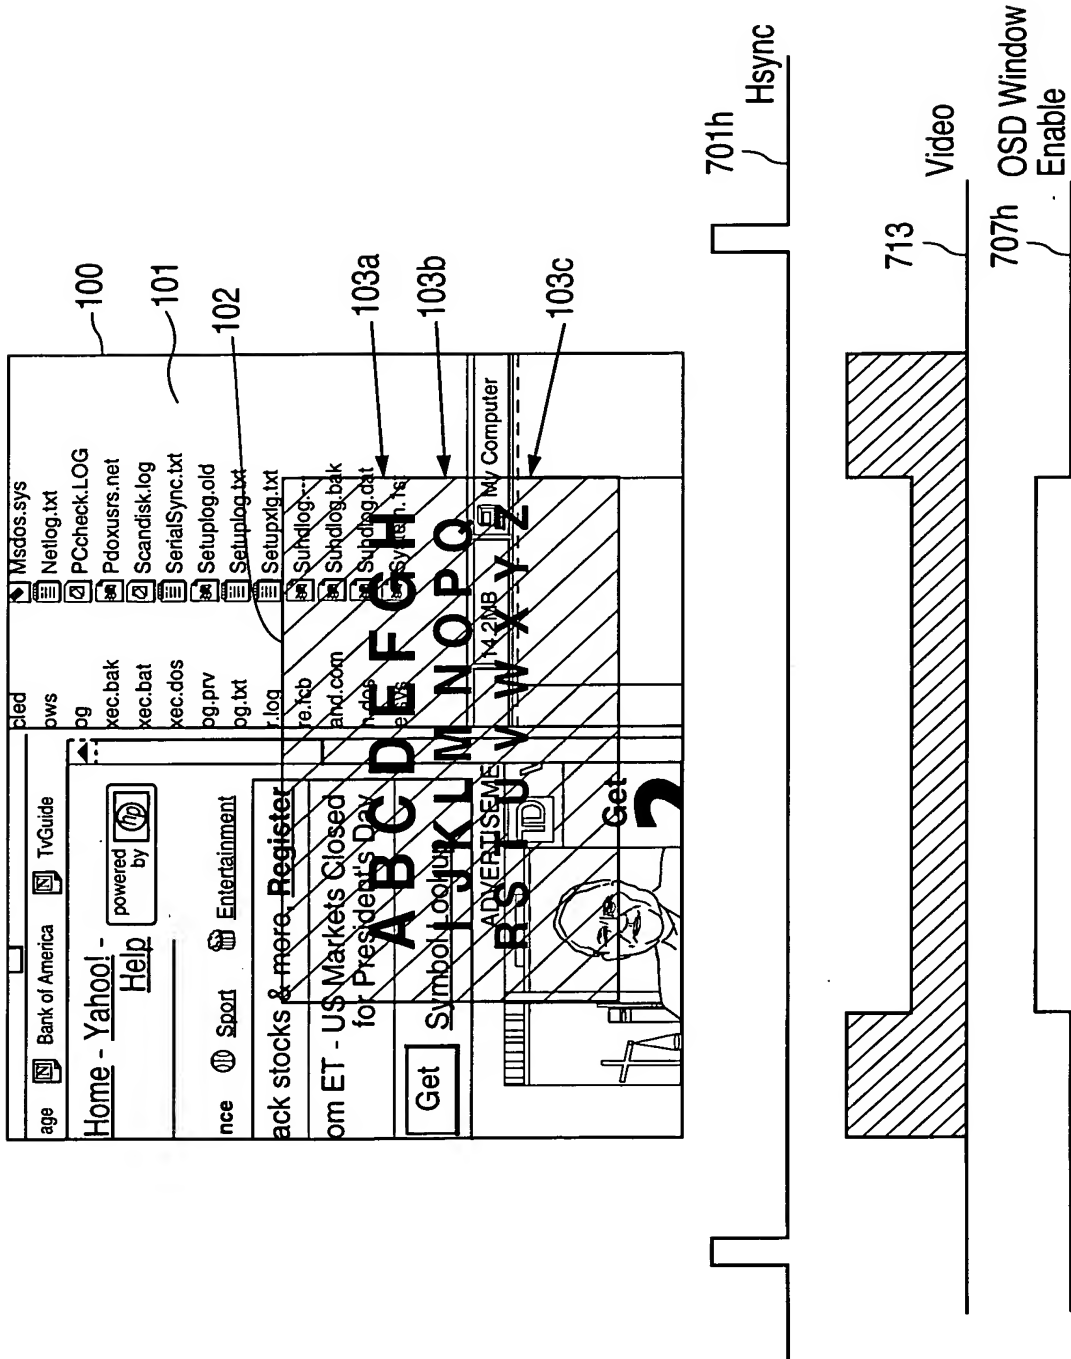 100
101
102
103a
103b
103c
age Bank of America TvGuide
Home - Yahoo! -
Help
powered
by hp
nce Sport Entertainment
ack stocks & more, Register
om ET - US Markets Closed
for President's Day
Get Symbol Lookup
ADVERTISEME
Get
cled
ows
og
xec.bak
xec.bat
xec.dos
og.prv
og.txt
r.log
re.fcb
and.com
n.dos
Msdos.sys
Netlog.txt
PCcheck.LOG
Pdoxusrs.net
Scandisk.log
SerialSync.txt
Setuplog.old
Setuplog.txt
Setupxlg.txt
Suhdlog.---
Suhdlog.bak
Suhdlog.dat
System.1st
14.2MB My Computer
A B C D E F G H
I J K L M N O P Q
R S T U V W X Y Z
701h
Hsync
713
Video
707h
OSD Window
Enable